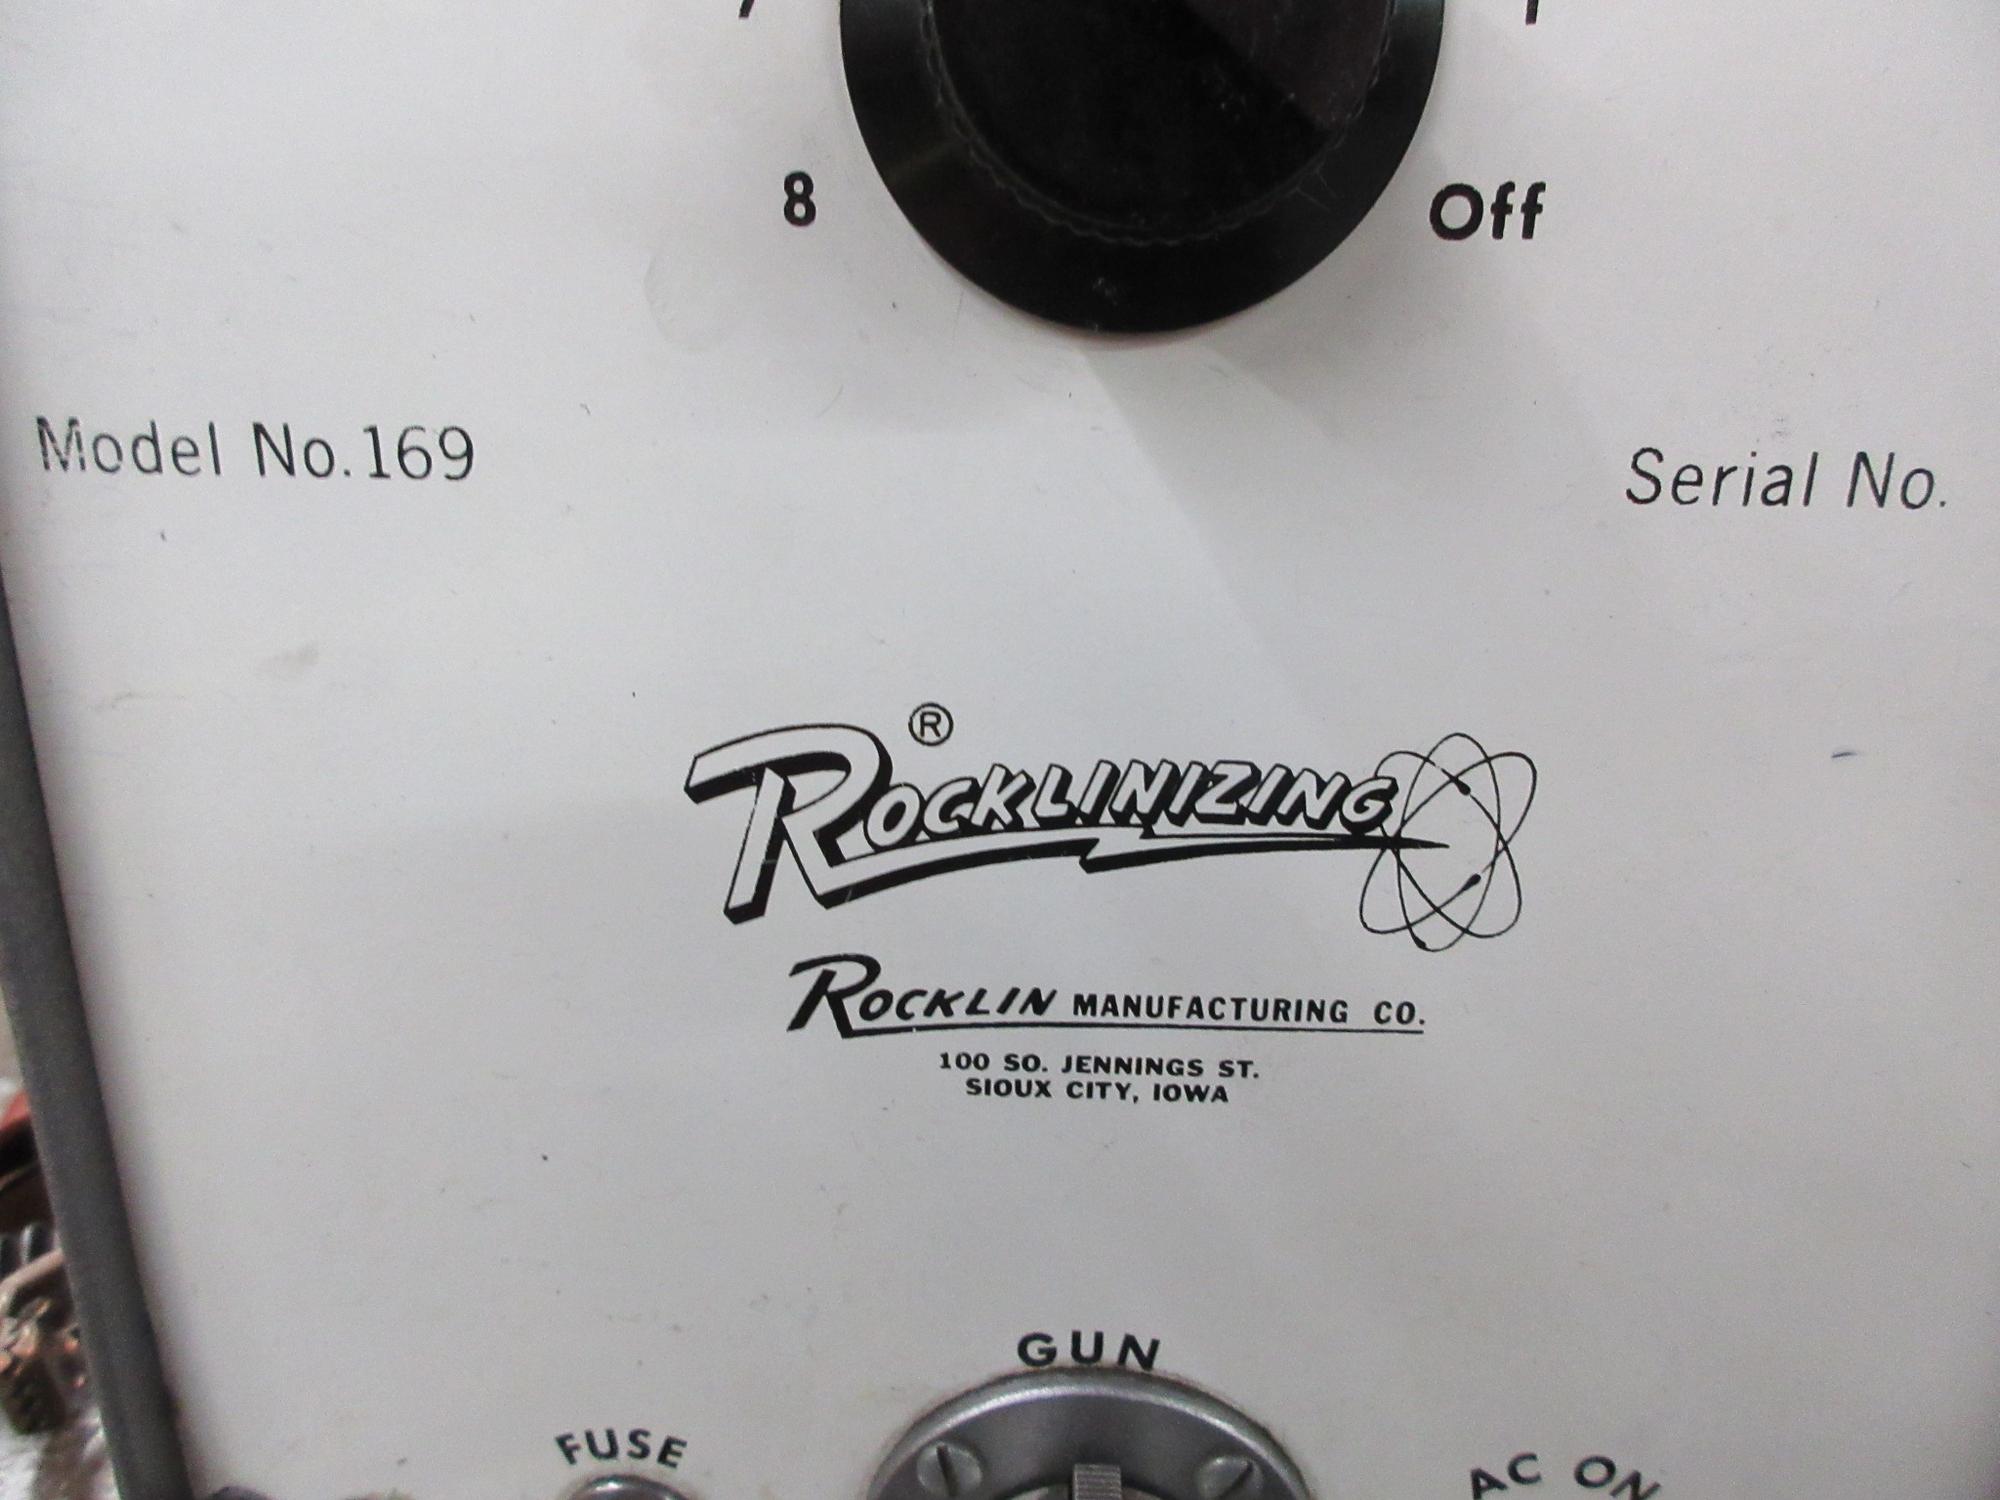 8 Off
Model No. 169 Serial No.
®
ROCKLINIZING
ROCKLIN MANUFACTURING CO.
100 SO. JENNINGS ST.
SIOUX CITY, IOWA
GUN
FUSE
AC ON